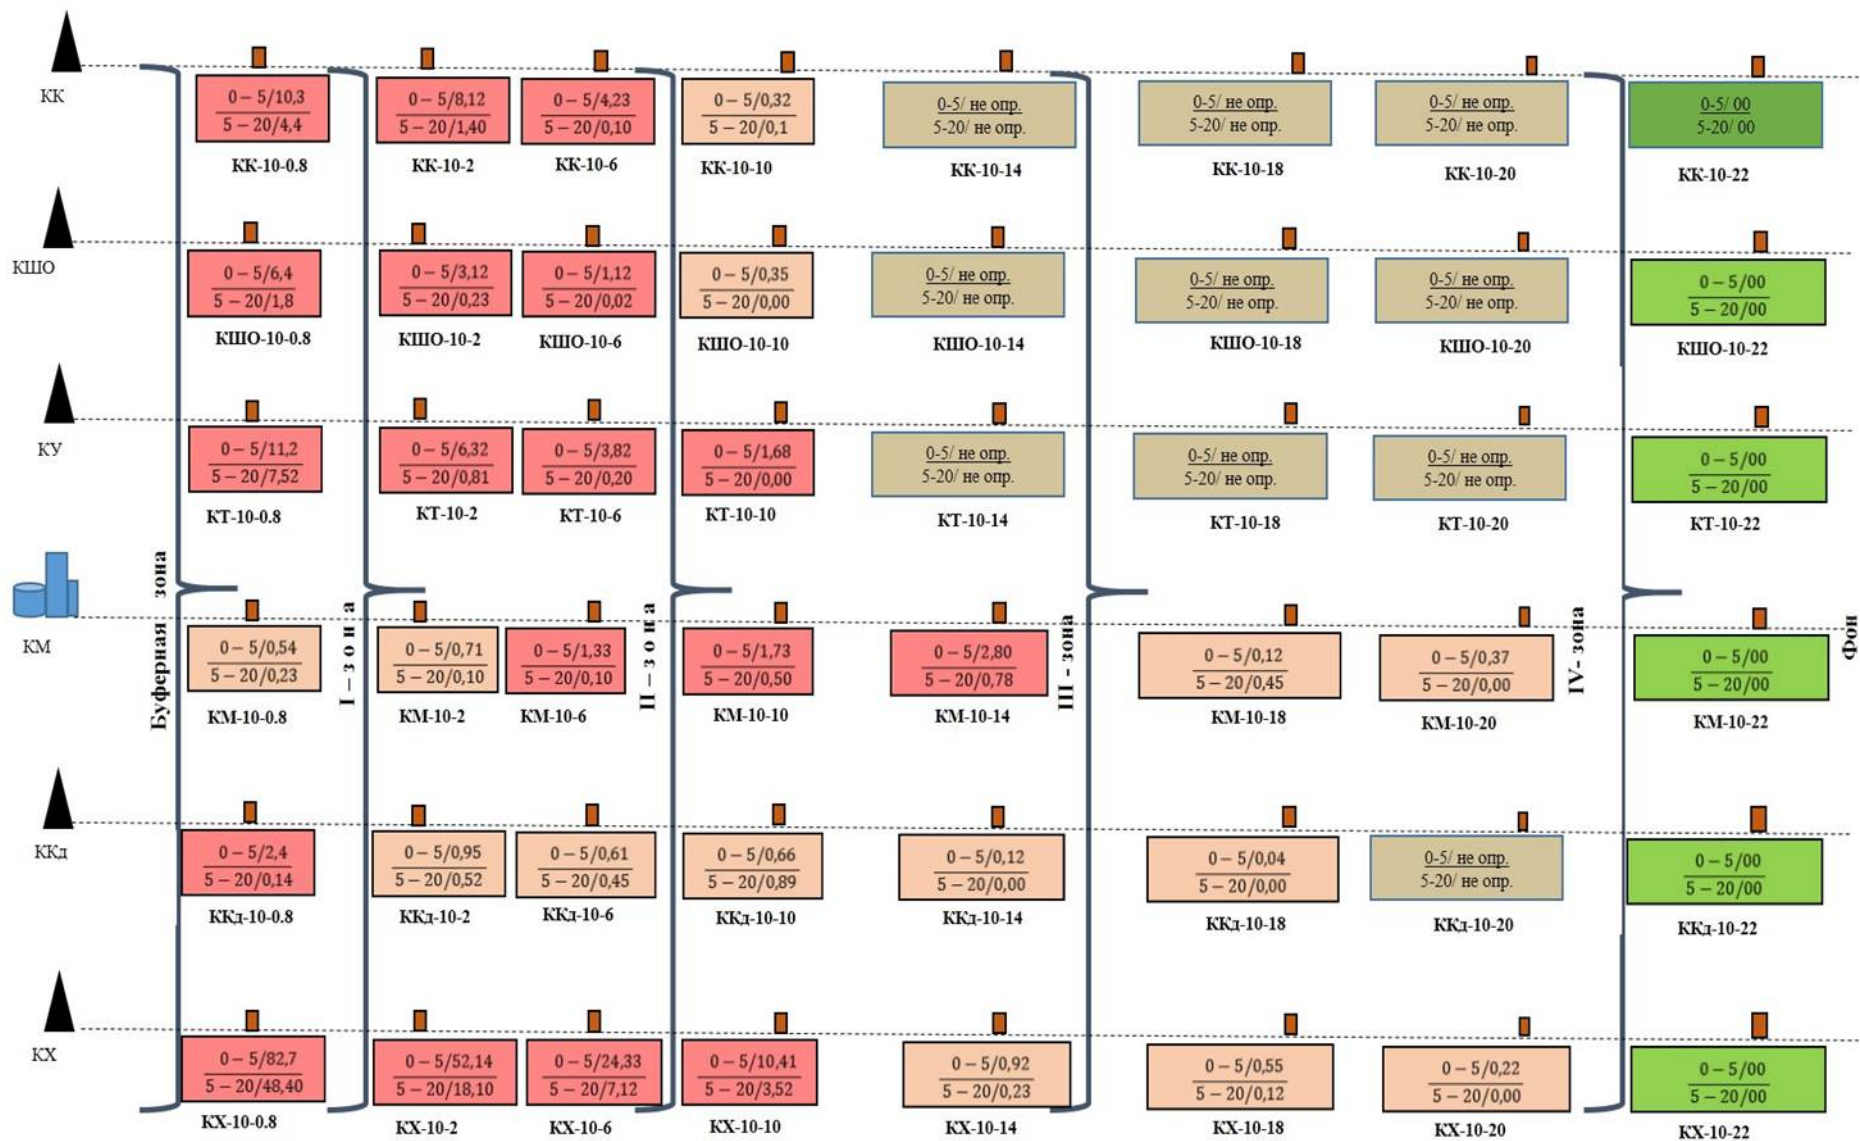 КК
0 – 5/10,3
5 – 20/4,4
0 – 5/8,12
5 – 20/1,40
0 – 5/4,23
5 – 20/0,10
0 – 5/0,32
5 – 20/0,1
0-5/ не опр.
5-20/ не опр.
0-5/ не опр.
5-20/ не опр.
0-5/ не опр.
5-20/ не опр.
0-5/ 00
5-20/ 00
КК-10-0.8
КК-10-2
КК-10-6
КК-10-10
КК-10-14
КК-10-18
КК-10-20
КК-10-22
КШО
0 – 5/6,4
5 – 20/1,8
0 – 5/3,12
5 – 20/0,23
0 – 5/1,12
5 – 20/0,02
0 – 5/0,35
5 – 20/0,00
0-5/ не опр.
5-20/ не опр.
0-5/ не опр.
5-20/ не опр.
0-5/ не опр.
5-20/ не опр.
0 – 5/00
5 – 20/00
КШО-10-0.8
КШО-10-2
КШО-10-6
КШО-10-10
КШО-10-14
КШО-10-18
КШО-10-20
КШО-10-22
КУ
0 – 5/11,2
5 – 20/7,52
0 – 5/6,32
5 – 20/0,81
0 – 5/3,82
5 – 20/0,20
0 – 5/1,68
5 – 20/0,00
0-5/ не опр.
5-20/ не опр.
0-5/ не опр.
5-20/ не опр.
0-5/ не опр.
5-20/ не опр.
0 – 5/00
5 – 20/00
КТ-10-0.8
КТ-10-2
КТ-10-6
КТ-10-10
КТ-10-14
КТ-10-18
КТ-10-20
КТ-10-22
Буферная зона
I – з о н а
II – з о н а
III - зона
IV- зона
Фон
КМ
0 – 5/0,54
5 – 20/0,23
0 – 5/0,71
5 – 20/0,10
0 – 5/1,33
5 – 20/0,10
0 – 5/1,73
5 – 20/0,50
0 – 5/2,80
5 – 20/0,78
0 – 5/0,12
5 – 20/0,45
0 – 5/0,37
5 – 20/0,00
0 – 5/00
5 – 20/00
КМ-10-0.8
КМ-10-2
КМ-10-6
КМ-10-10
КМ-10-14
КМ-10-18
КМ-10-20
КМ-10-22
ККд
0 – 5/2,4
5 – 20/0,14
0 – 5/0,95
5 – 20/0,52
0 – 5/0,61
5 – 20/0,45
0 – 5/0,66
5 – 20/0,89
0 – 5/0,12
5 – 20/0,00
0 – 5/0,04
5 – 20/0,00
0-5/ не опр.
5-20/ не опр.
0 – 5/00
5 – 20/00
ККд-10-0.8
ККд-10-2
ККд-10-6
ККд-10-10
ККд-10-14
ККд-10-18
ККд-10-20
ККд-10-22
КХ
0 – 5/82,7
5 – 20/48,40
0 – 5/52,14
5 – 20/18,10
0 – 5/24,33
5 – 20/7,12
0 – 5/10,41
5 – 20/3,52
0 – 5/0,92
5 – 20/0,23
0 – 5/0,55
5 – 20/0,12
0 – 5/0,22
5 – 20/0,00
0 – 5/00
5 – 20/00
КХ-10-0.8
КХ-10-2
КХ-10-6
КХ-10-10
КХ-10-14
КХ-10-18
КХ-10-20
КХ-10-22